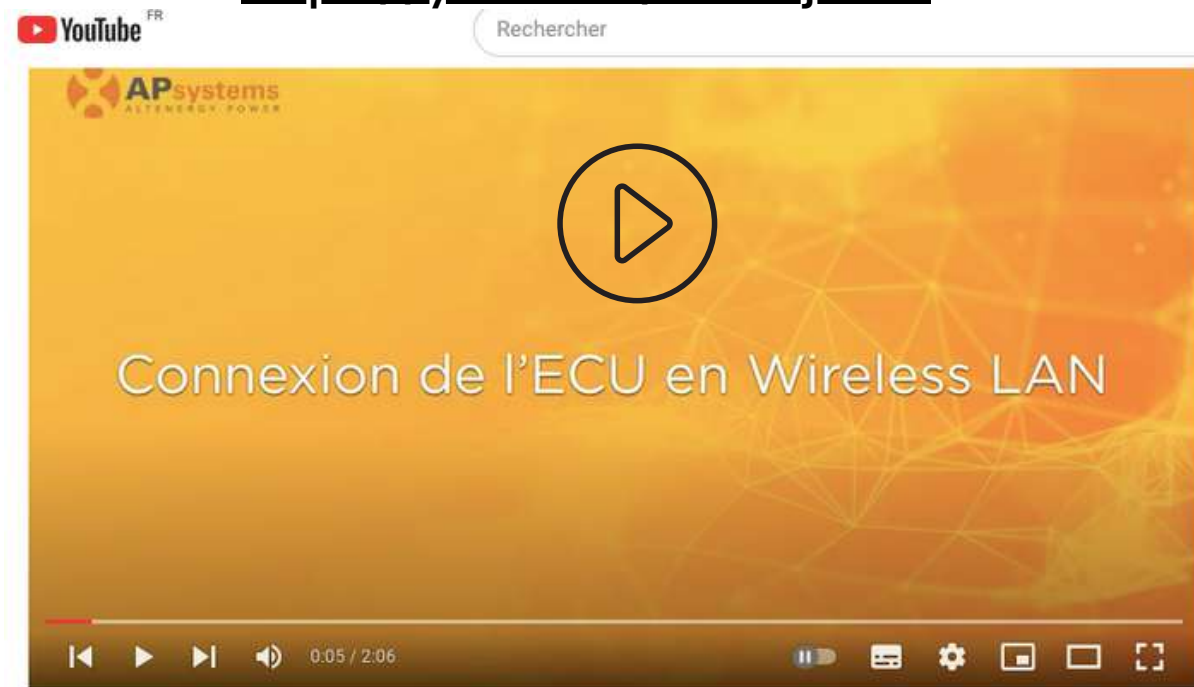 YouTube FR
Rechercher
APsystems
ALTENERGY POWER
Connexion de l'ECU en Wireless LAN
0:05 / 2:06